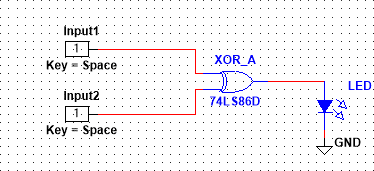 Input1
1
Key = Space
XOR_A
74LS86D
LED
Input2
1
Key = Space
GND